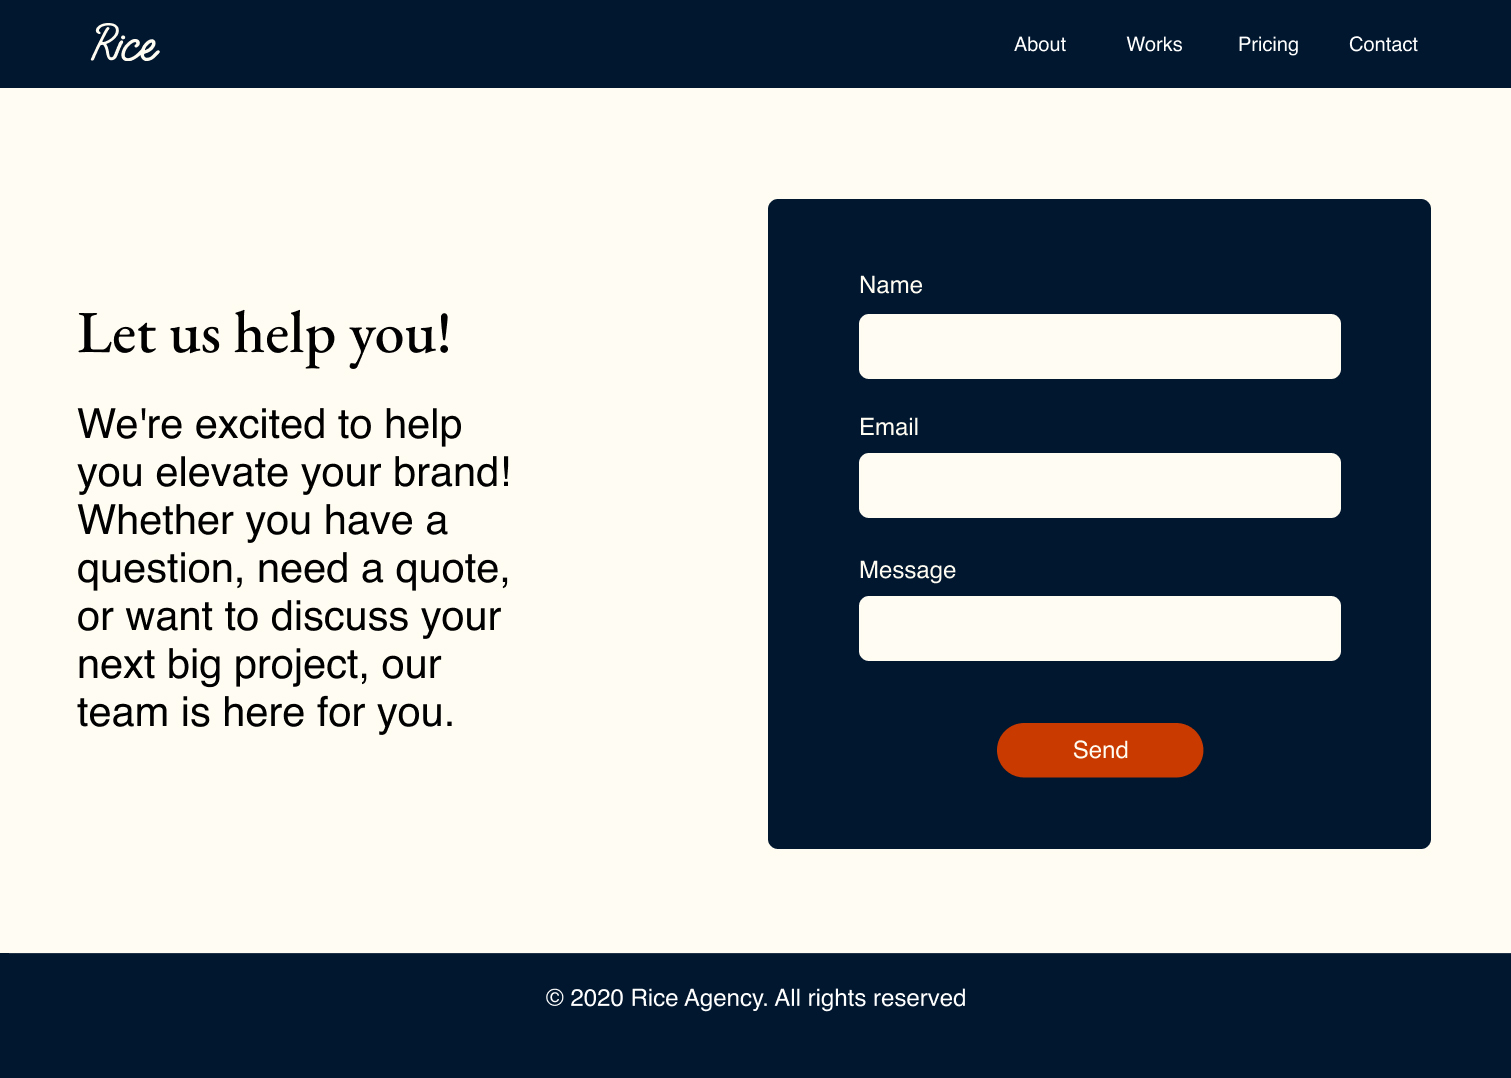 Rice
About Works Pricing Contact
Let us help you!
We're excited to help
you elevate your brand!
Whether you have a
question, need a quote,
or want to discuss your
next big project, our
team is here for you.
Name
Email
Message
Send
© 2020 Rice Agency. All rights reserved